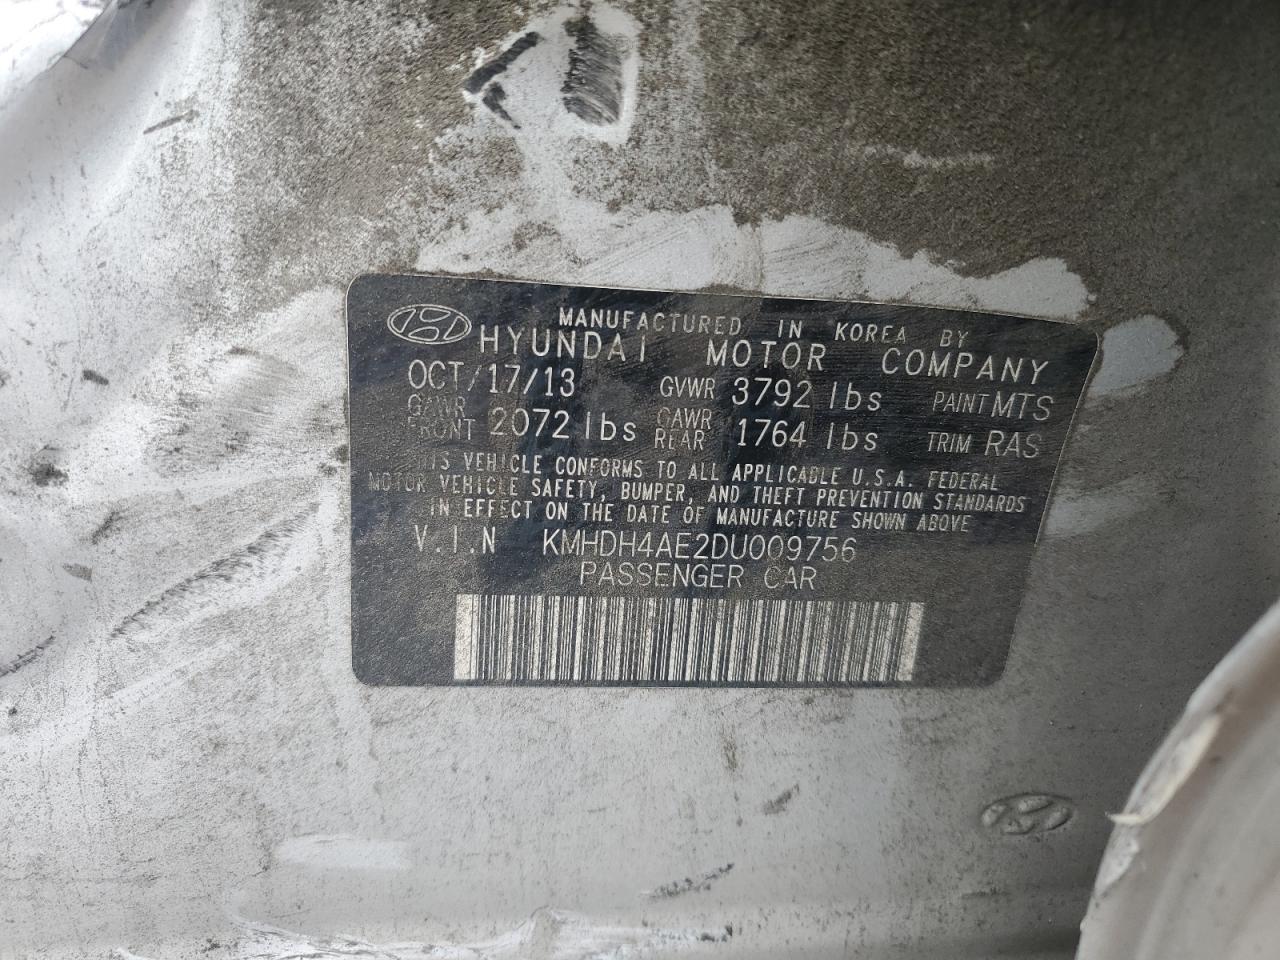 MANUFACTURED IN KOREA BY
HYUNDAI MOTOR COMPANY
OCT/17/13 GVWR 3792 lbs PAINT MTS
GAWR FRONT 2072 lbs GAWR REAR 1764 lbs TRIM RAS
THIS VEHICLE CONFORMS TO ALL APPLICABLE U.S.A. FEDERAL
MOTOR VEHICLE SAFETY, BUMPER, AND THEFT PREVENTION STANDARDS
IN EFFECT ON THE DATE OF MANUFACTURE SHOWN ABOVE
V.I.N KMHDH4AE2DU009756
PASSENGER CAR